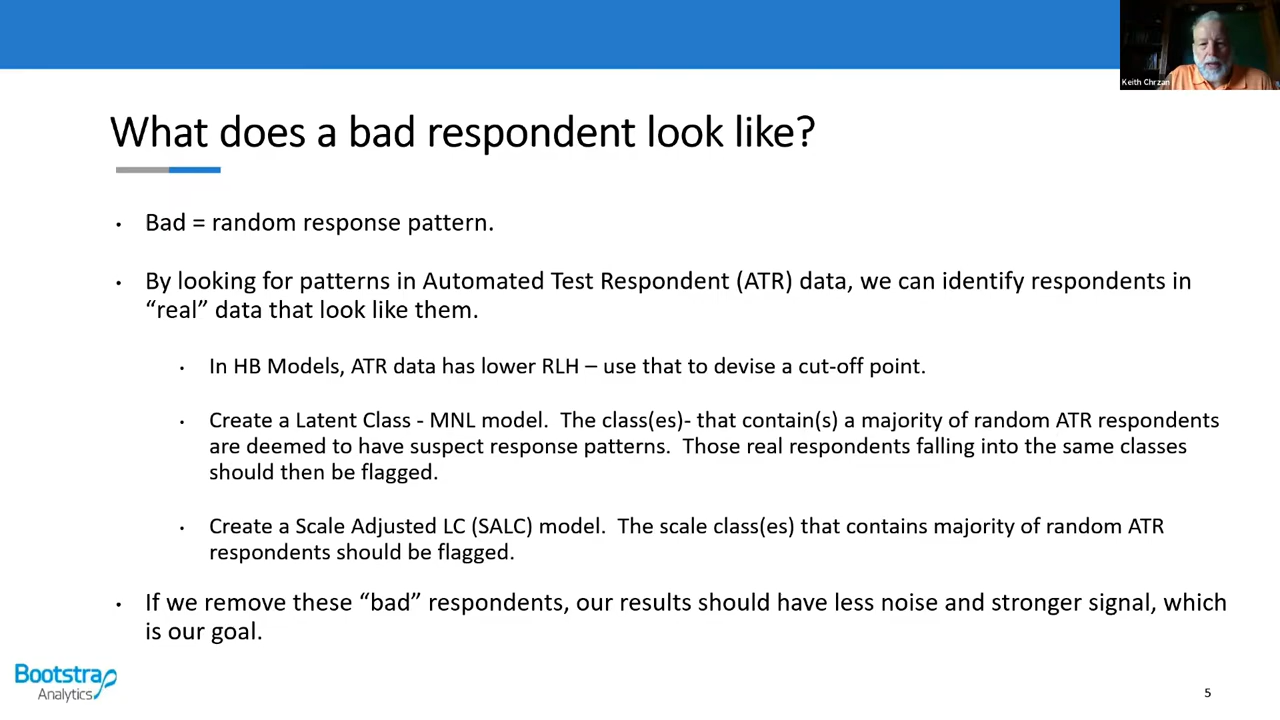 Keith Chrzan
What does a bad respondent look like?
• Bad = random response pattern.
• By looking for patterns in Automated Test Respondent (ATR) data, we can identify respondents in
“real” data that look like them.
• In HB Models, ATR data has lower RLH – use that to devise a cut-off point.
• Create a Latent Class - MNL model.  The class(es)- that contain(s) a majority of random ATR respondents
are deemed to have suspect response patterns.  Those real respondents falling into the same classes
should then be flagged.
• Create a Scale Adjusted LC (SALC) model.  The scale class(es) that contains majority of random ATR
respondents should be flagged.
• If we remove these “bad” respondents, our results should have less noise and stronger signal, which
is our goal.
Bootstrap
Analytics
5